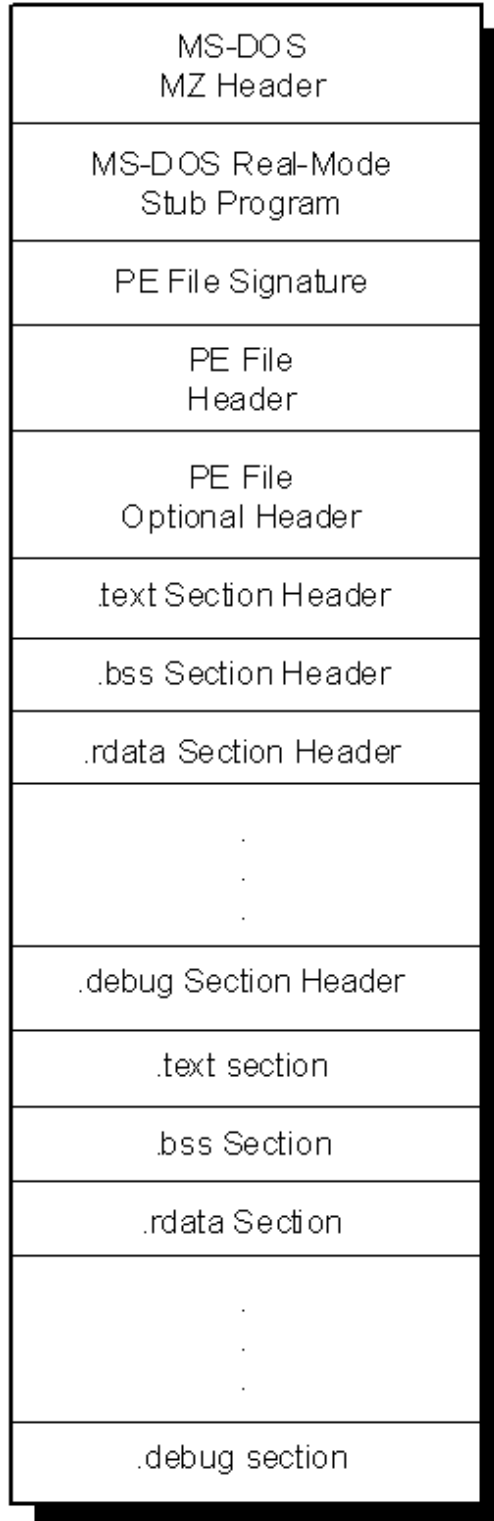 MS-DOS
MZ Header
MS-DOS Real-Mode
Stub Program
PE File Signature
PE File
Header
PE File
Optional Header
.text Section Header
.bss Section Header
.rdata Section Header
.
.
.
.debug Section Header
.text section
.bss Section
.rdata Section
.
.
.
.debug section